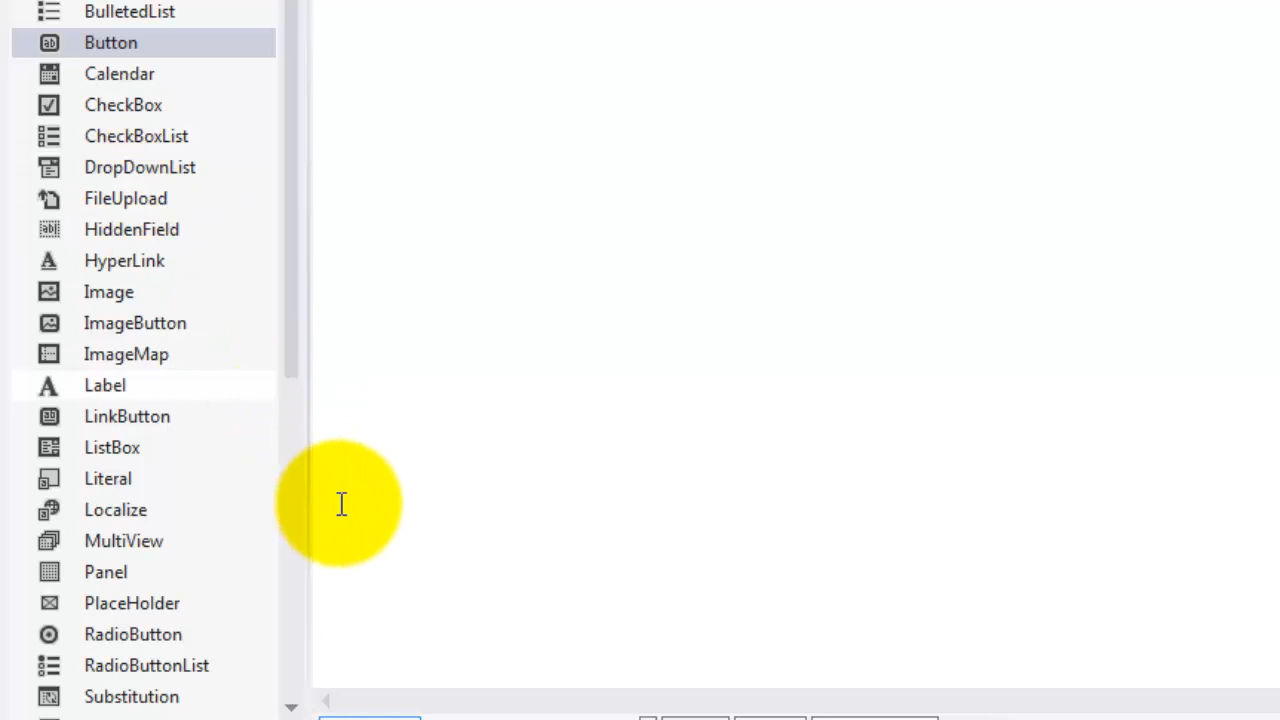 BulletedList
Button
Calendar
CheckBox
CheckBoxList
DropDownList
FileUpload
HiddenField
HyperLink
Image
ImageButton
ImageMap
Label
LinkButton
ListBox
Literal
Localize
MultiView
Panel
PlaceHolder
RadioButton
RadioButtonList
Substitution